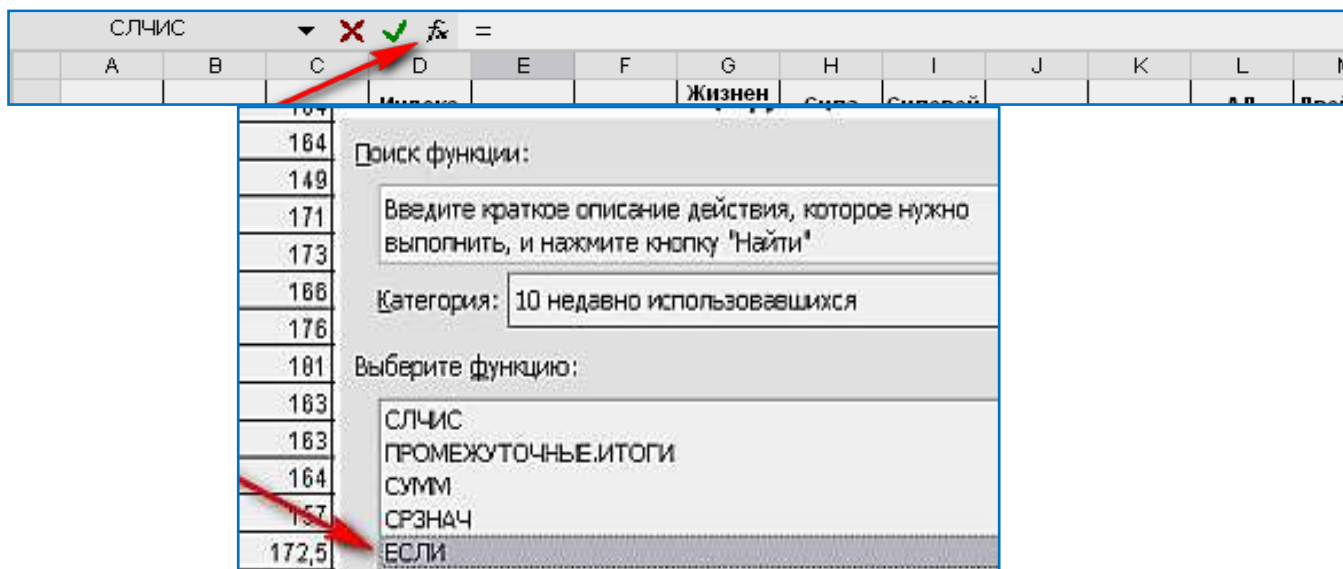 СЛЧИС fx =
A B C D E F G H I J K L
Жизнен
164 Поиск функции:
149
171 Введите краткое описание действия, которое нужно
173 выполнить, и нажмите кнопку "Найти"
166 Категория: 10 недавно использовавшихся
176
181 Выберите функцию:
163 СЛЧИС
163 ПРОМЕЖУТОЧНЫЕ.ИТОГИ
164 СУММ
157 СРЗНАЧ
172,5 ЕСЛИ